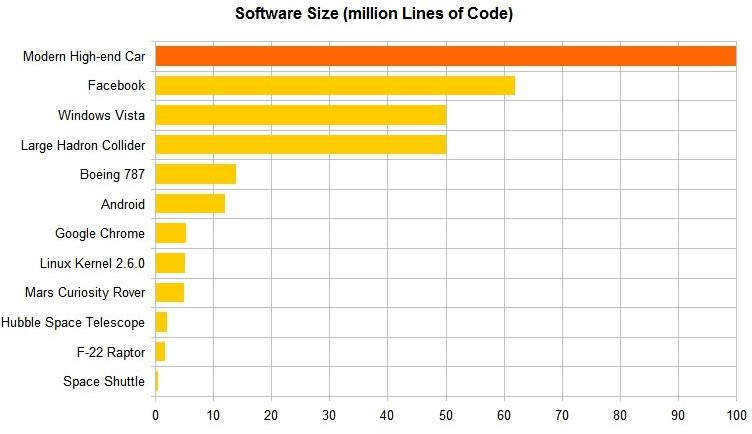 Software Size (million Lines of Code)
Modern High-end Car
Facebook
Windows Vista
Large Hadron Collider
Boeing 787
Android
Google Chrome
Linux Kernel 2.6.0
Mars Curiosity Rover
Hubble Space Telescope
F-22 Raptor
Space Shuttle
0 10 20 30 40 50 60 70 80 90 100